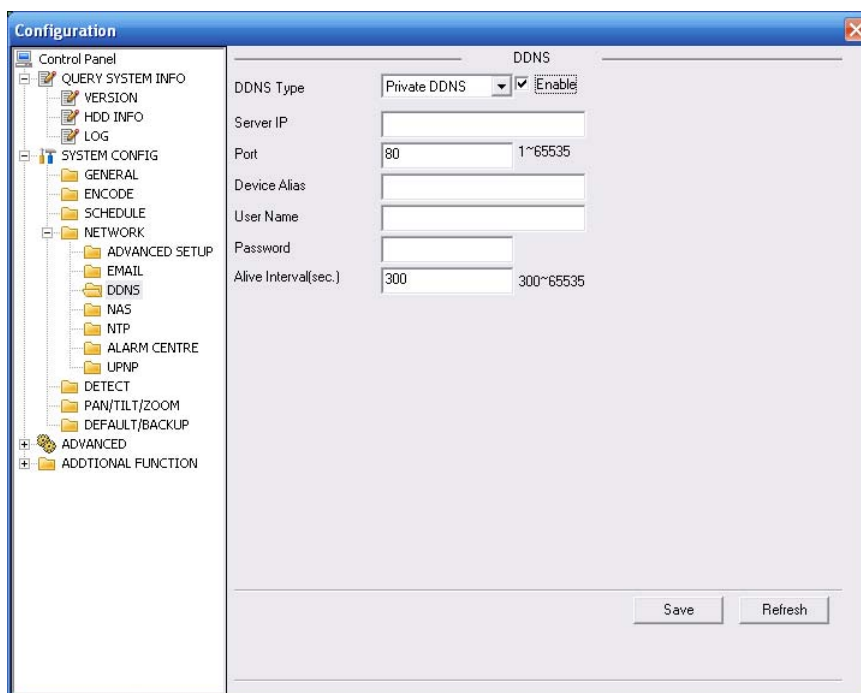 Configuration
Control Panel
QUERY SYSTEM INFO
VERSION
HDD INFO
LOG
SYSTEM CONFIG
GENERAL
ENCODE
SCHEDULE
NETWORK
ADVANCED SETUP
EMAIL
DDNS
NAS
NTP
ALARM CENTRE
UPNP
DETECT
PAN/TILT/ZOOM
DEFAULT/BACKUP
ADVANCED
ADDTIONAL FUNCTION
DDNS
DDNS Type Private DDNS Enable
Server IP
Port 80 1~65535
Device Alias
User Name
Password
Alive Interval(sec.) 300 300~65535
Save Refresh